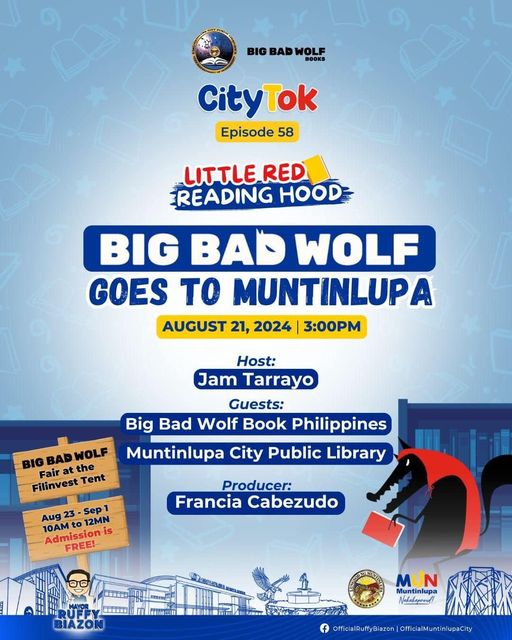 BIG BAD WOLF
BOOKS
CityTok
Episode 58
LITTLE RED
READING HOOD
BIG BAD WOLF
GOES TO MUNTINLUPA
AUGUST 21, 2024 | 3:00PM
Host:
Jam Tarrayo
Guests:
Big Bad Wolf Book Philippines
Muntinlupa City Public Library
Producer:
Francia Cabezudo
BIG BAD WOLF
Fair at the
Filinvest Tent
Aug 23 - Sep 1
10AM to 12MN
Admission is
FREE!
MAYOR
RUFFY
BIAZON
MUN
Muntinlupa
Nakakaproud!
OfficialRuffyBiazon | OfficialMuntinlupaCity